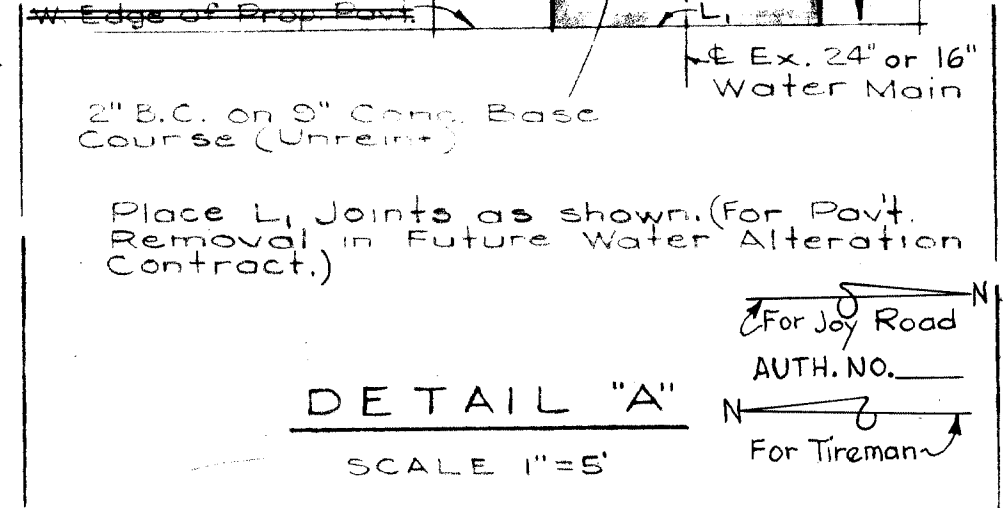 W. Edge of Prop. Pav't.
L₁
℄ Ex. 24" or 16"
Water Main
2" B.C. on 9" Conc. Base
Course (Unreinf.)
Place L₁ Joints as shown. (For Pav't.
Removal in Future Water Alteration
Contract.)
N
For Joy Road
AUTH. NO.____
N
For Tireman
DETAIL "A"
SCALE 1"=5'